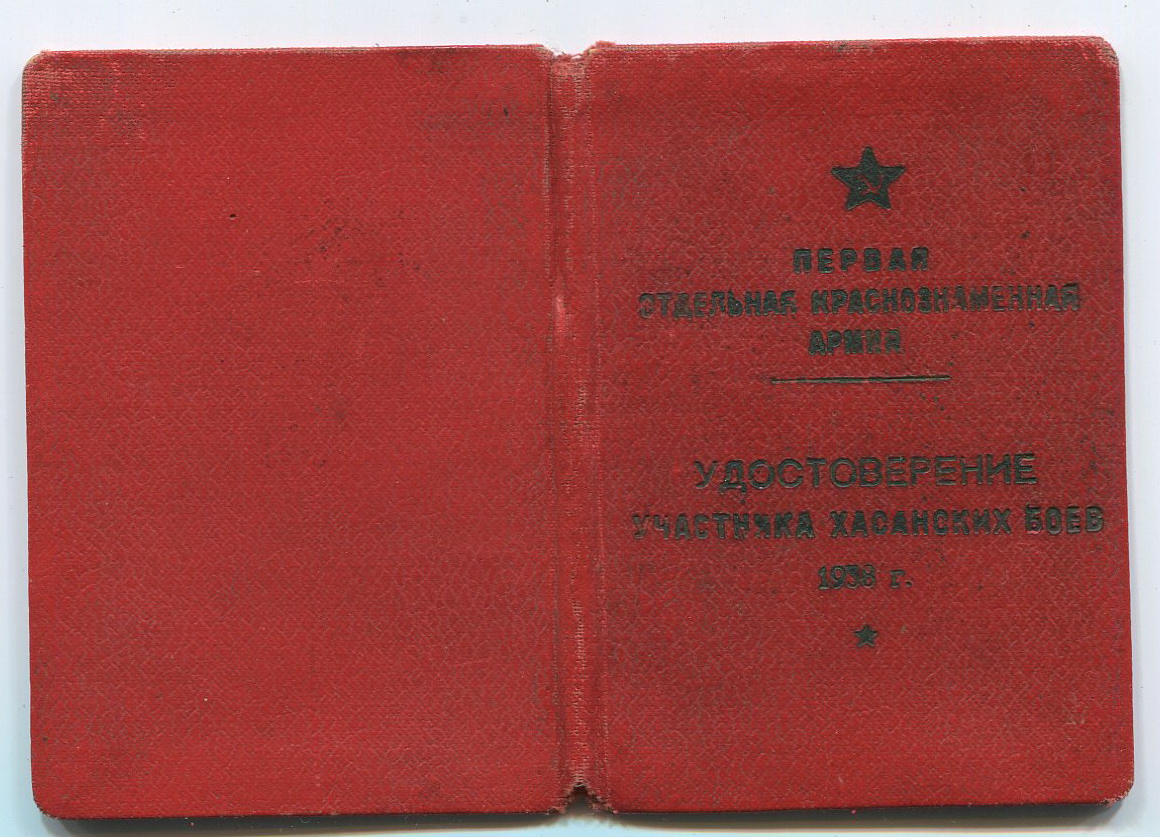 ПЕРВАЯ
ОТДЕЛЬНАЯ КРАСНОЗНАМЕННАЯ
АРМИЯ
УДОСТОВЕРЕНИЕ
УЧАСТНИКА ХАСАНСКИХ БОЕВ
1938 г.